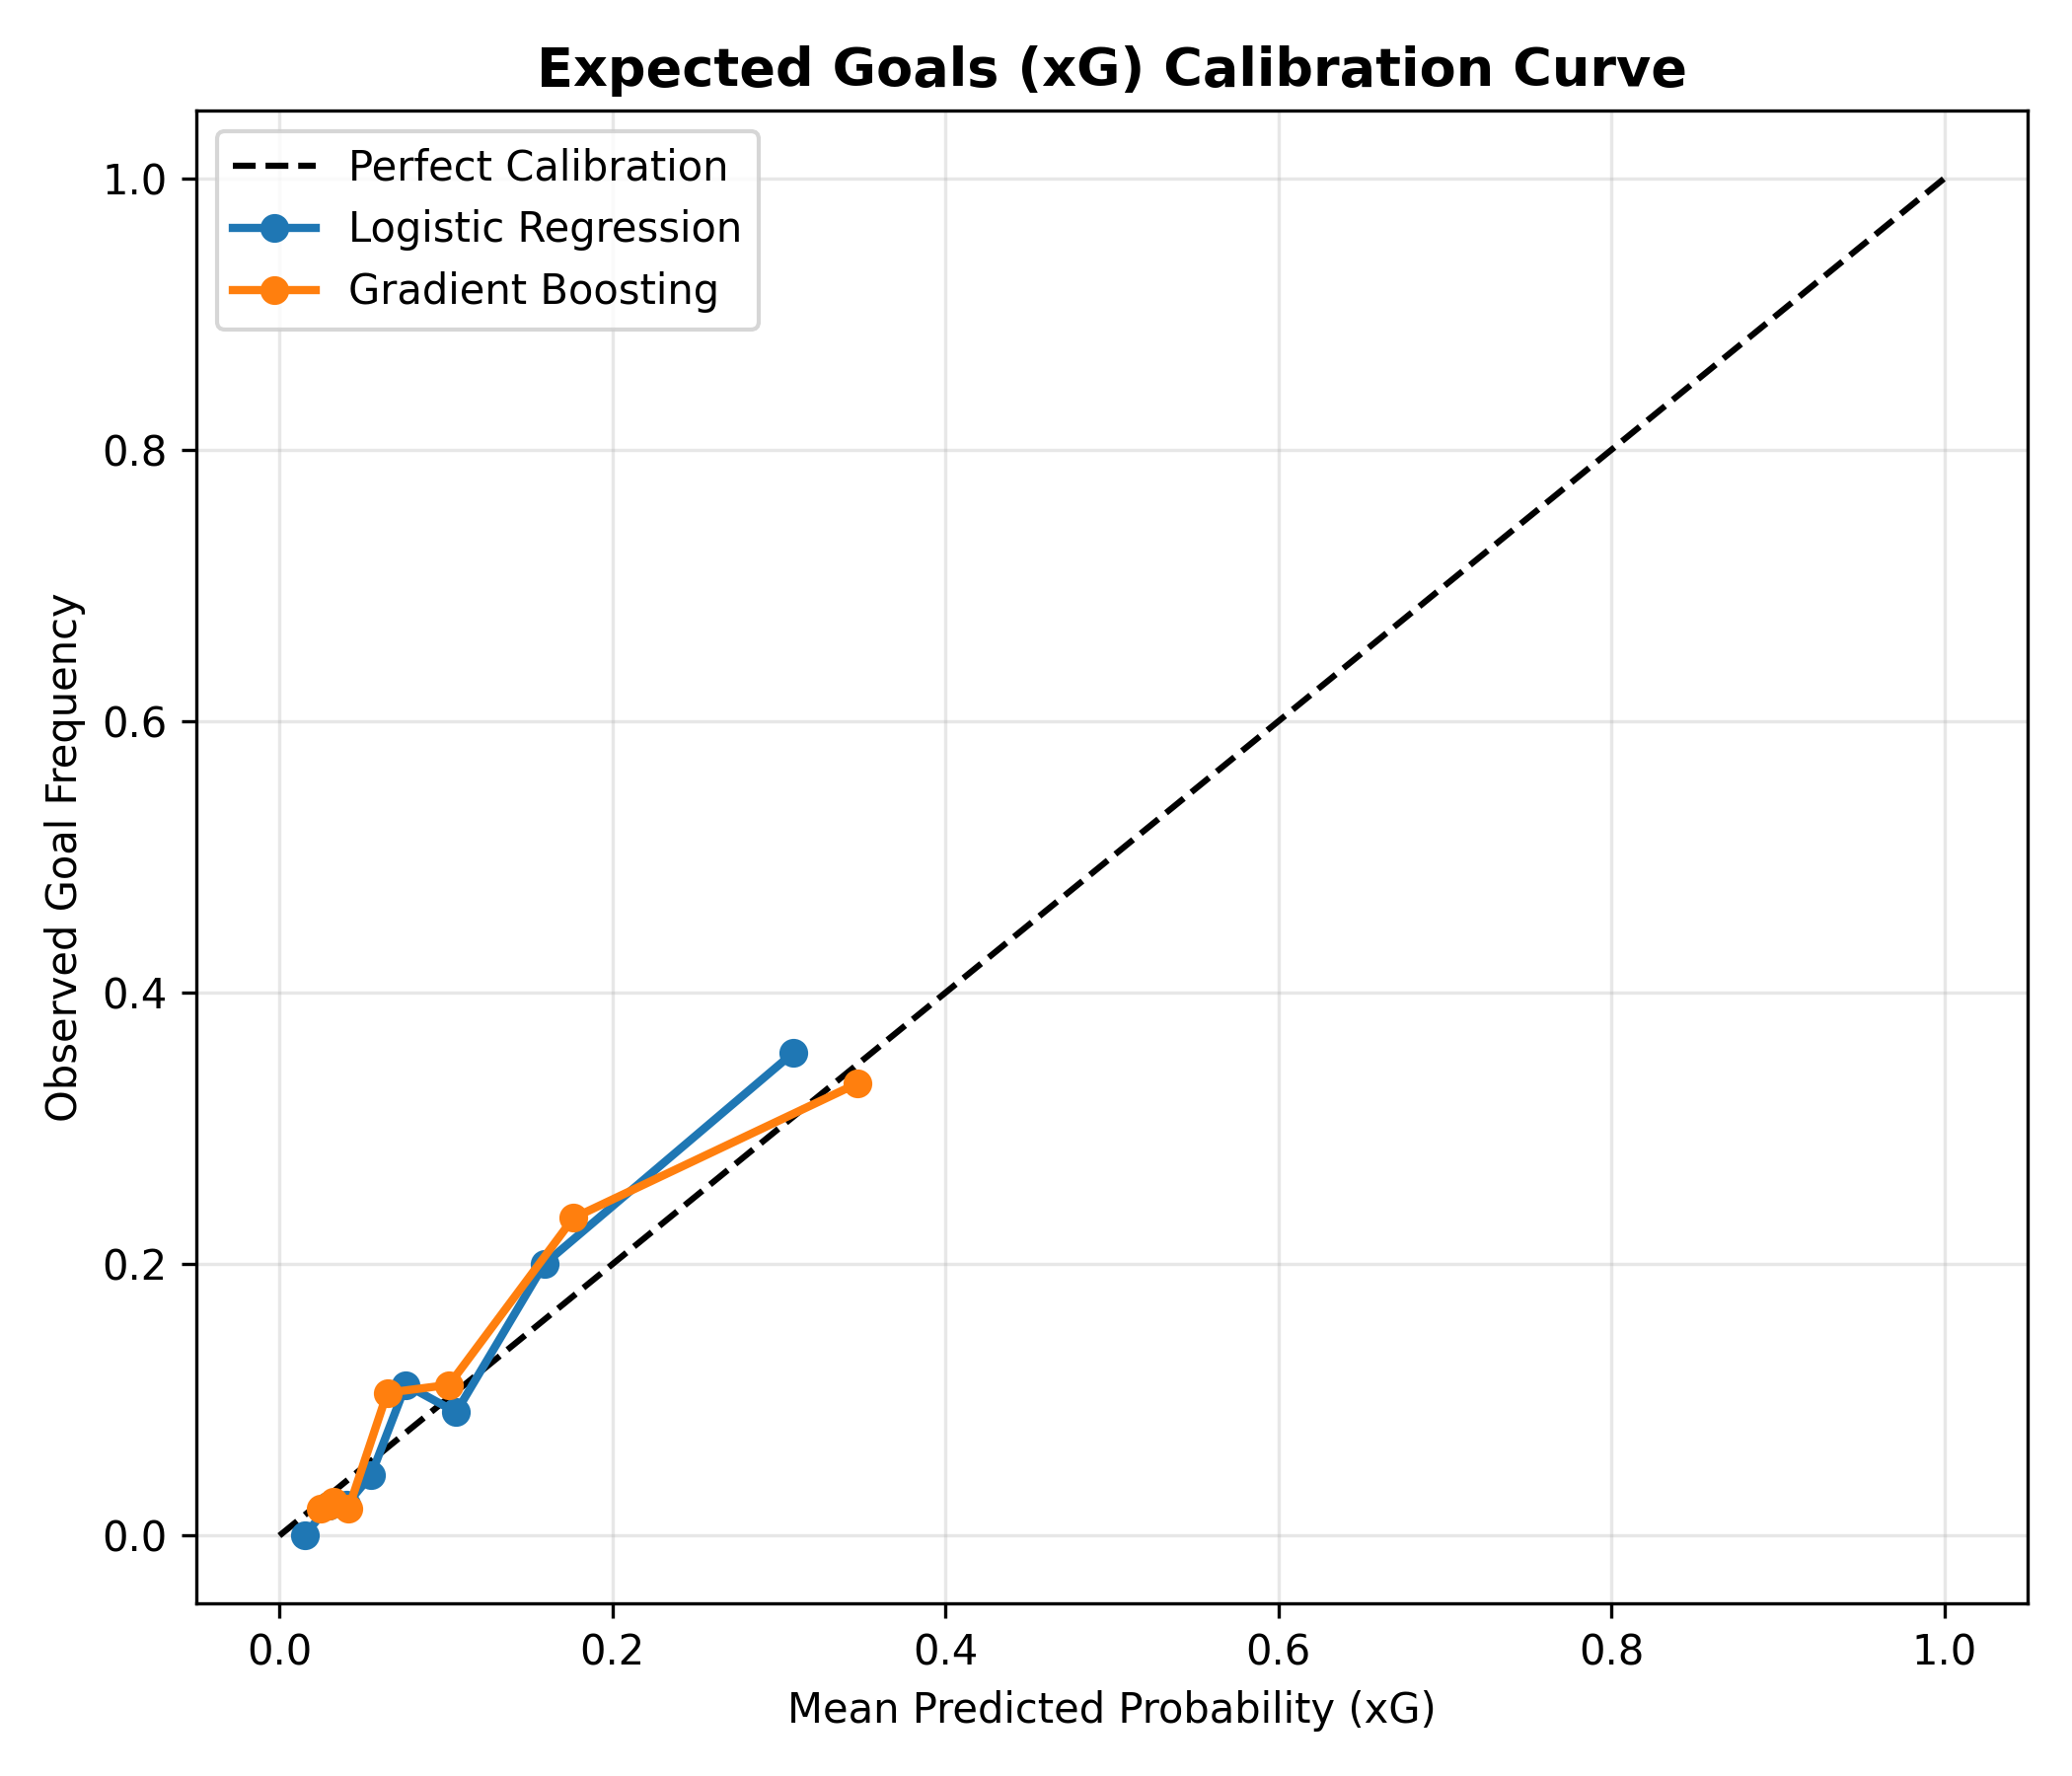 Expected Goals (xG) Calibration Curve
Perfect Calibration
Logistic Regression
Gradient Boosting
Observed Goal Frequency
1.0
0.8
0.6
0.4
0.2
0.0
0.0 0.2 0.4 0.6 0.8 1.0
Mean Predicted Probability (xG)